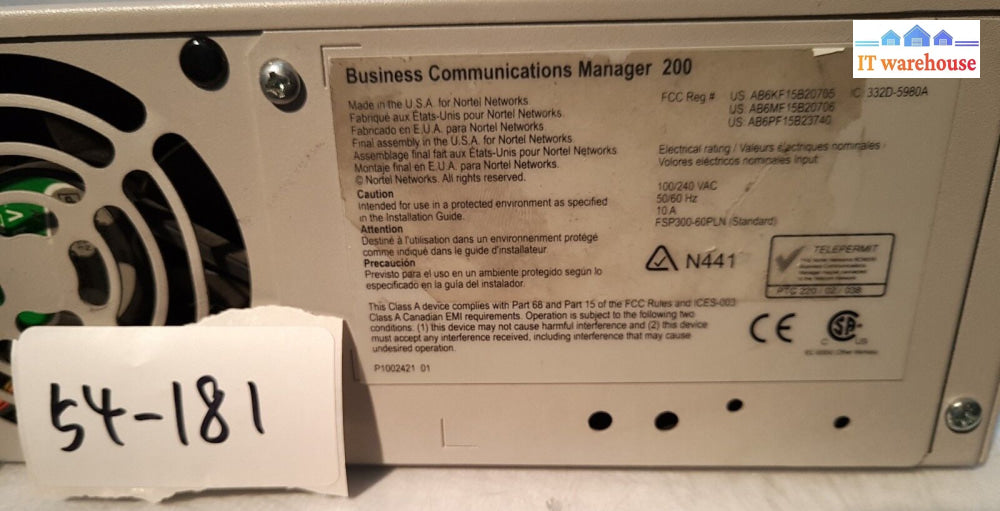 IT warehouse
Business Communications Manager 200
Made in the U.S.A. for Nortel Networks.
Fabriqué aux États-Unis pour Nortel Networks.
Fabricado en E.U.A. para Nortel Networks.
Final assembly in the U.S.A. for Nortel Networks.
Assemblage final fait aux États-Unis pour Nortel Networks
Montaje final en E.U.A. para Nortel Networks.
© Nortel Networks. All rights reserved.
Caution
Intended for use in a protected environment as specified
in the Installation Guide.
Attention
Destiné à l'utilisation dans un environnenment protégé
comme indiqué dans le guide d'installateur.
Precaución
Previsto para el uso en un ambiente protegido según lo
especificado en la guía del instalador.
This Class A device complies with Part 68 and Part 15 of the FCC Rules and ICES-003
Class A Canadian EMI requirements. Operation is subject to the following two
conditions. (1) this device may not cause harmful interference and (2) this device
must accept any interference received, including interference that may cause
undesired operation.
P1002421 01
FCC Reg.# US: AB6KF15B20705 IC: 332D-5980A
US: AB6MF15B20706
US: AB6PF15B23740
Electrical rating / Valeurs électriques nominales /
Volores eléctricos nominales Input:
100/240 VAC
50/60 Hz
10 A
FSP300-60PLN (Standard)
N441
TELEPERMIT
PTC 220 / 02 / 038
CE
C SA US
54-181